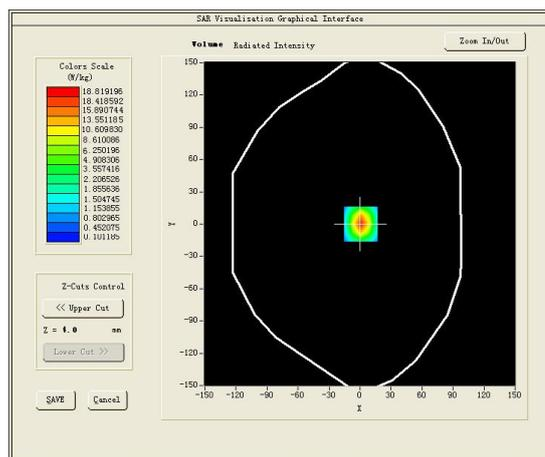 SAR Visualisation Graphical Interface
Volume Radiated Intensity
Zoom In/Out
Colors Scale
(W/kg)
18.819196
18.418592
15.890744
13.551185
10.609830
8.610086
6.250196
4.908306
3.557416
2.206526
1.855636
1.504745
1.153855
0.802965
0.452075
0.101185
Z-Cuts Control
<< Upper Cut
Z = 4.0 mm
Lower Cut >>
SAVE Cancel
150
120
90
60
30
0
-30
-60
-90
-120
-150
Y
-150 -120 -90 -60 -30 0 30 60 90 120 150
X